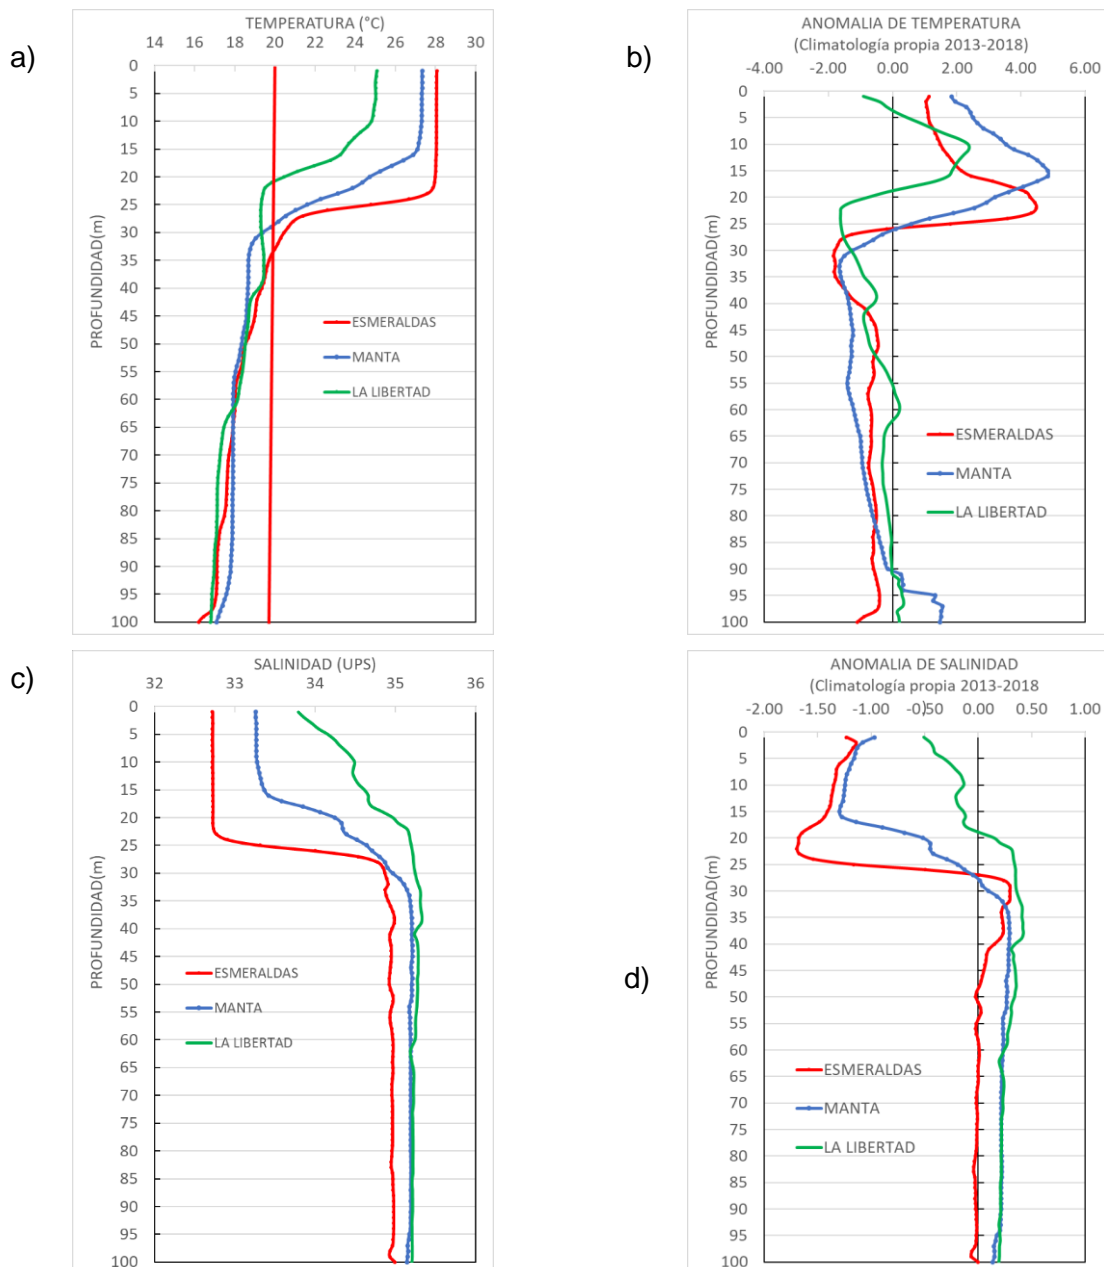 a)
TEMPERATURA (°C)
14 16 18 20 22 24 26 28 30
PROFUNDIDAD(m)
0
5
10
15
20
25
30
35
40
45
50
55
60
65
70
75
80
85
90
95
100
ESMERALDAS
MANTA
LA LIBERTAD
b)
ANOMALIA DE TEMPERATURA
(Climatología propia 2013-2018)
-4.00 -2.00 0.00 2.00 4.00 6.00
PROFUNDIDAD(m)
0
5
10
15
20
25
30
35
40
45
50
55
60
65
70
75
80
85
90
95
100
ESMERALDAS
MANTA
LA LIBERTAD
c)
SALINIDAD (UPS)
32 33 34 35 36
PROFUNDIDAD(m)
0
5
10
15
20
25
30
35
40
45
50
55
60
65
70
75
80
85
90
95
100
ESMERALDAS
MANTA
LA LIBERTAD
d)
ANOMALIA DE SALINIDAD
(Climatología propia 2013-2018
-2.00 -1.50 -1.00 -0.50 0.00 0.50 1.00
PROFUNDIDAD(m)
0
5
10
15
20
25
30
35
40
45
50
55
60
65
70
75
80
85
90
95
100
ESMERALDAS
MANTA
LA LIBERTAD